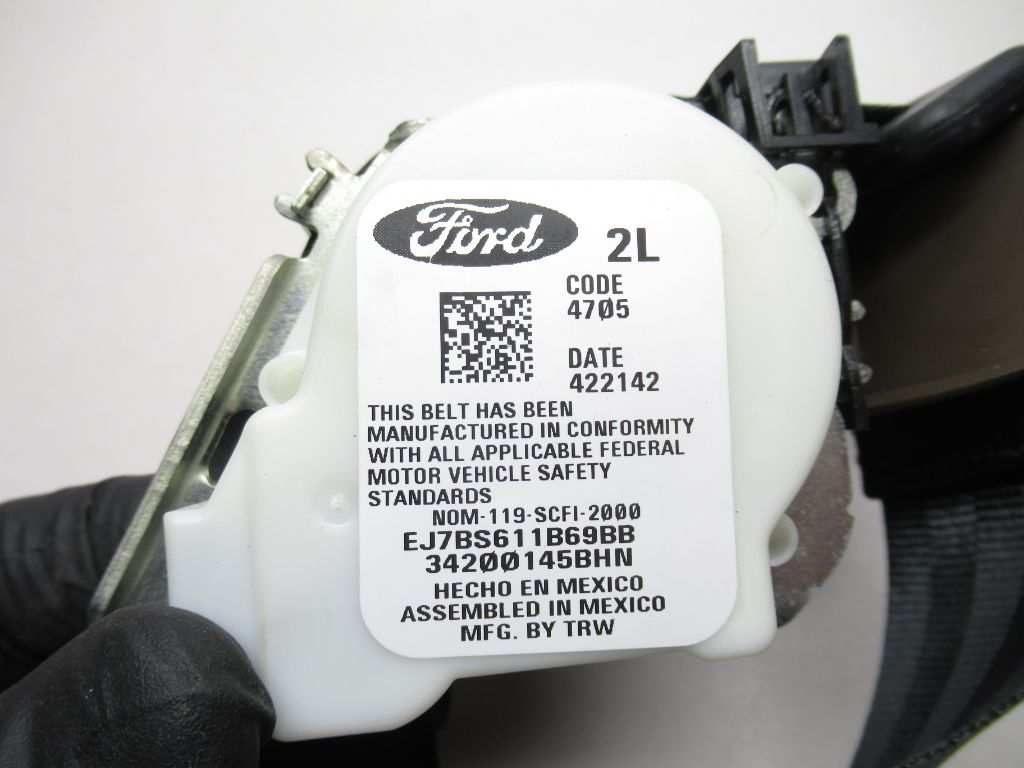 Ford
2L
CODE
47Ø5
DATE
422142
THIS BELT HAS BEEN
MANUFACTURED IN CONFORMITY
WITH ALL APPLICABLE FEDERAL
MOTOR VEHICLE SAFETY
STANDARDS
NOM-119-SCFI-2000
EJ7BS611B69BB
342ØØ145BHN
HECHO EN MEXICO
ASSEMBLED IN MEXICO
MFG. BY TRW